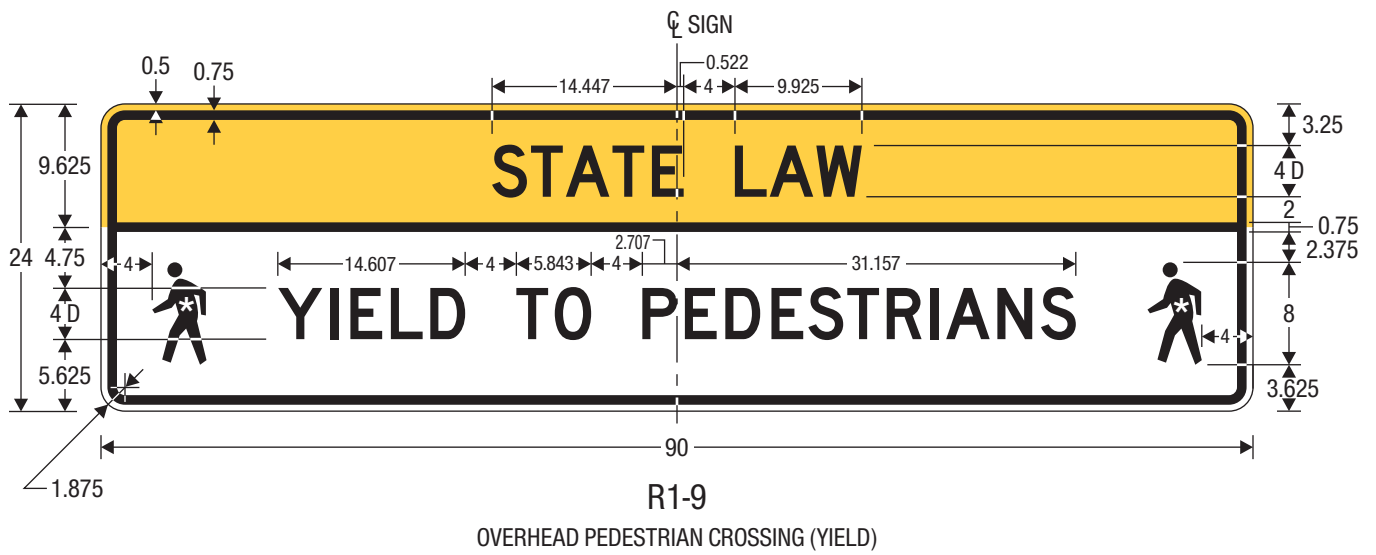 ℄ SIGN
0.522
0.5 0.75 14.447 4 9.925
3.25
9.625 STATE LAW 4 D
2
0.75
2.707 2.375
24 4.75 4 14.607 4 5.843 4 31.157
4 D * YIELD TO PEDESTRIANS * 8
4
5.625 3.625
90
1.875
R1-9
OVERHEAD PEDESTRIAN CROSSING (YIELD)